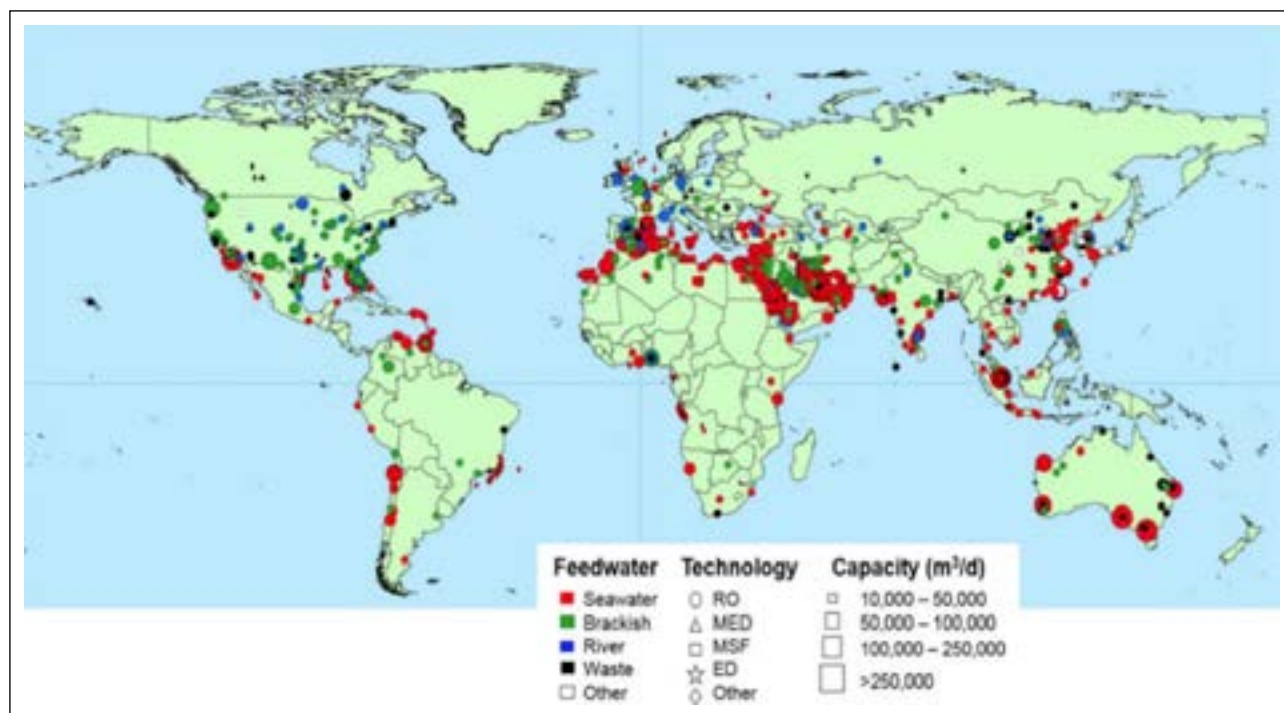 Feedwater Technology Capacity (m³/d)
Seawater RO 10,000 – 50,000
Brackish MED 50,000 – 100,000
River MSF 100,000 – 250,000
Waste ED >250,000
Other Other